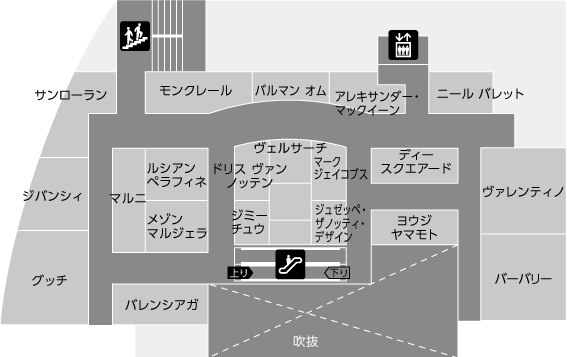 サンローラン
モンクレール
バルマン オム
アレキサンダー・
マックイーン
ニール バレット
ヴェルサーチ
ジバンシィ
マルニ
ルシアン
ペラフィネ
ドリス ヴァン
ノッテン
マーク
ジェイコブス
ディー
スクエアード
ヴァレンティノ
メゾン
マルジェラ
ジミー
チュウ
ジュゼッペ・
ザノッティ・
デザイン
ヨウジ
ヤマモト
グッチ
上り
下り
バーバリー
バレンシアガ
吹抜